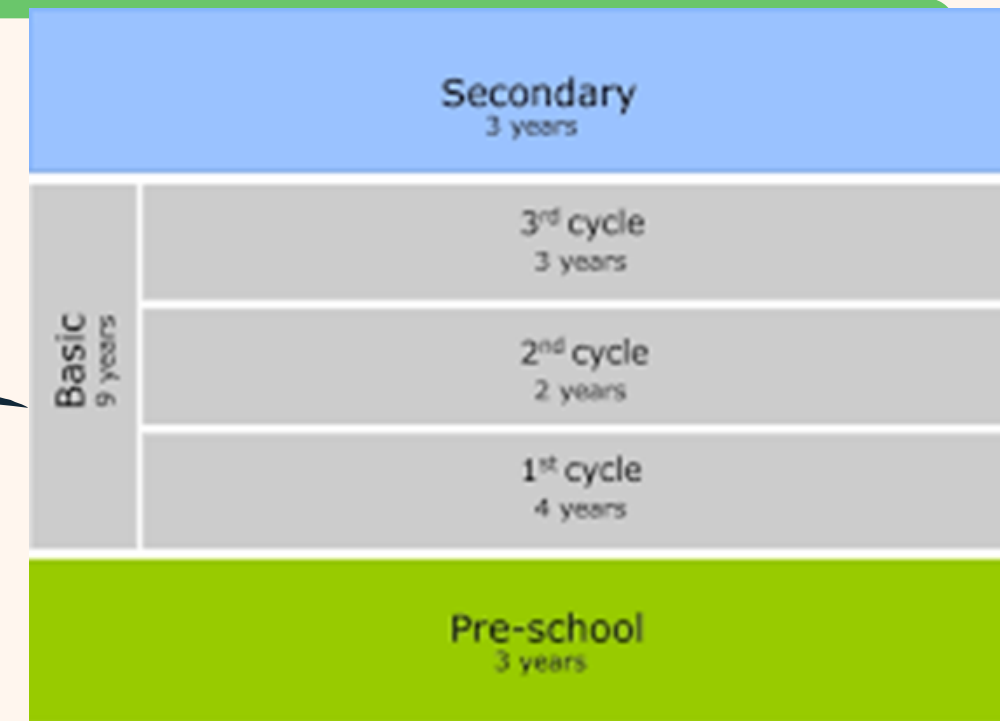 Secondary
3 years
Basic
9 years
3rd cycle
3 years
2nd cycle
2 years
1st cycle
4 years
Pre-school
3 years